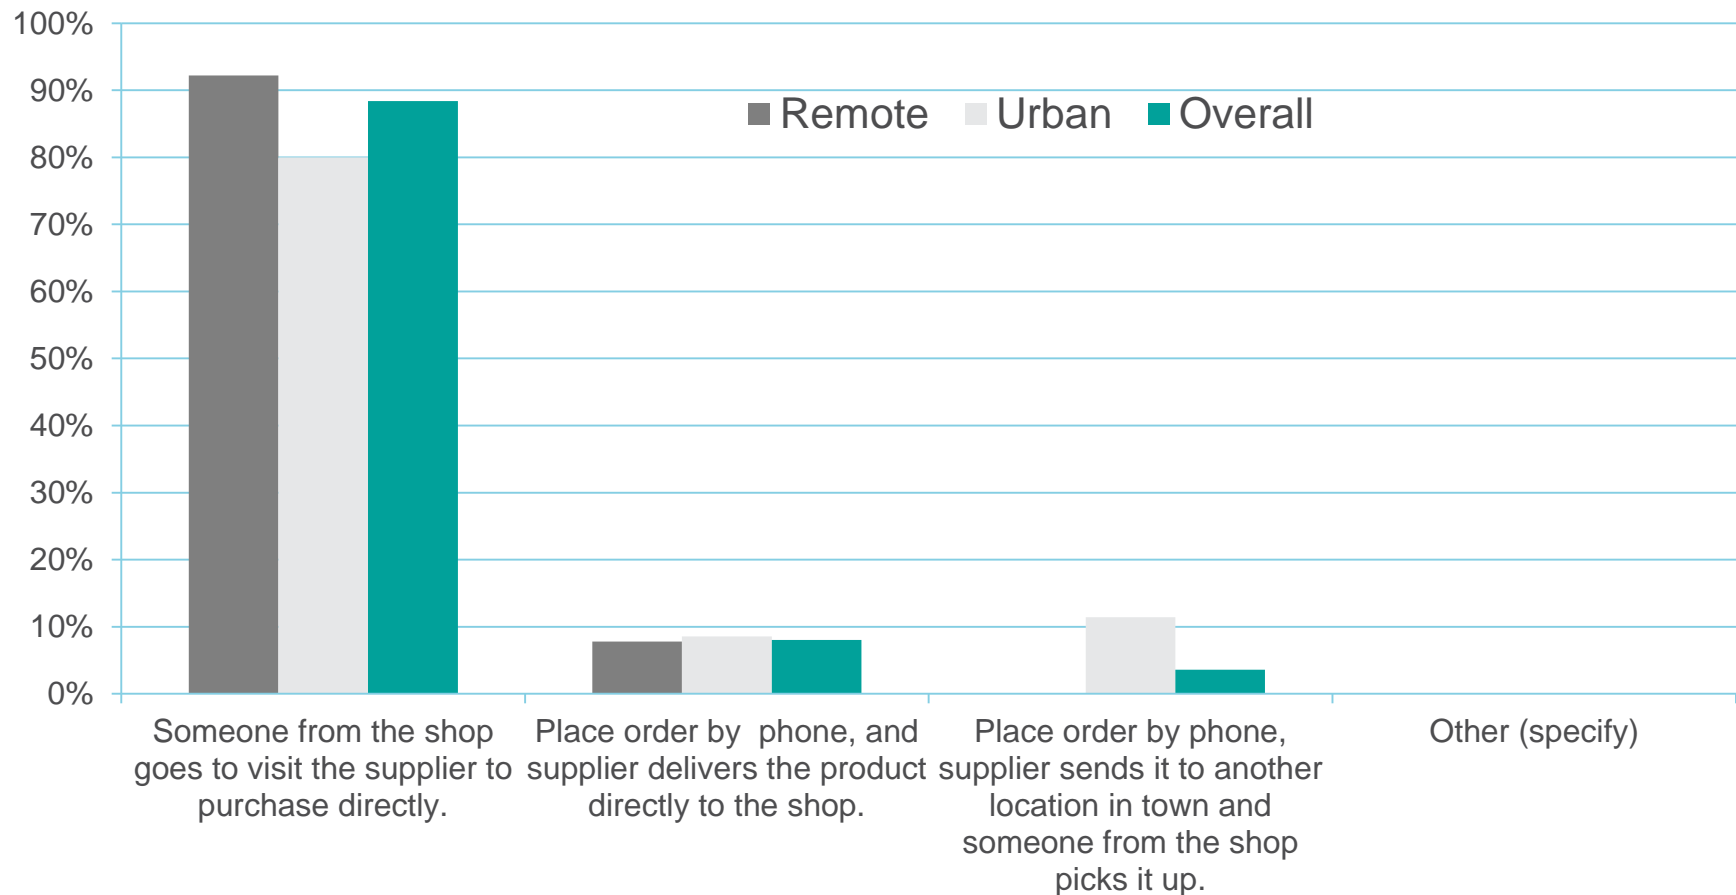 100%
90%
80%
70%
60%
50%
40%
30%
20%
10%
0%
Remote Urban Overall
Someone from the shop
goes to visit the supplier to
purchase directly.
Place order by  phone, and
supplier delivers the product
directly to the shop.
Place order by phone,
supplier sends it to another
location in town and
someone from the shop
picks it up.
Other (specify)